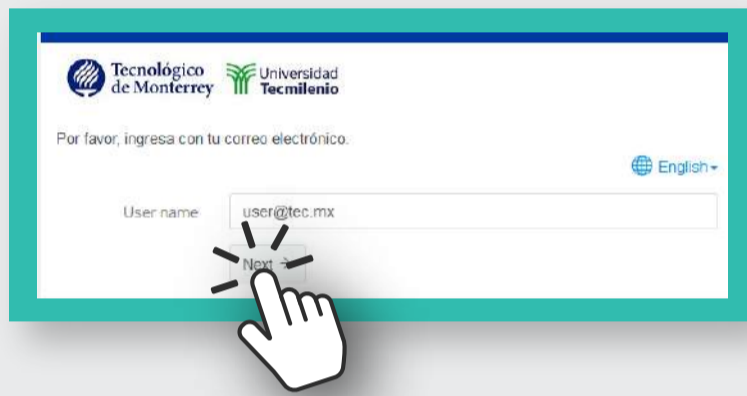 Tecnológico
de Monterrey
Universidad
Tecmilenio
Por favor, ingresa con tu correo electrónico.
English
User name
user@tec.mx
Next →